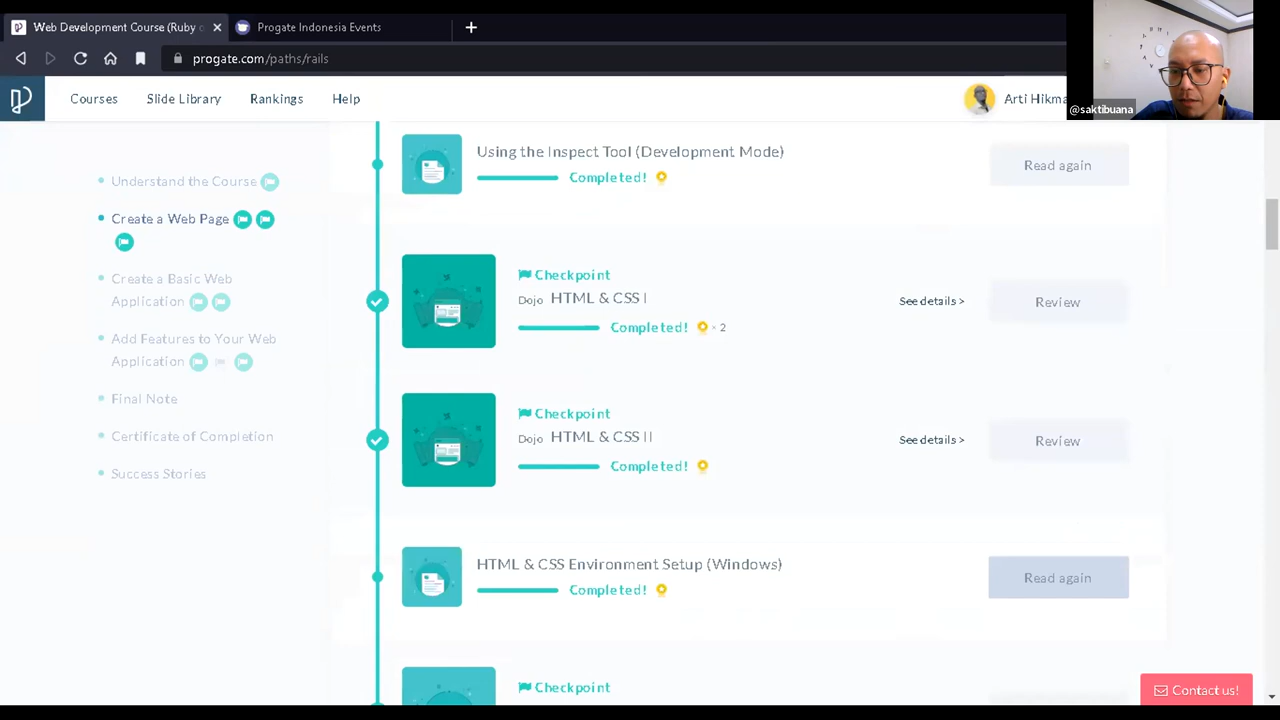 Web Development Course (Ruby
Progate Indonesia Events
progate.com/paths/rails
Courses
Slide Library
Rankings
Help
Arti Hikma
@saktibuana
Understand the Course
Create a Web Page
Create a Basic Web
Application
Add Features to Your Web
Application
Final Note
Certificate of Completion
Success Stories
Using the Inspect Tool (Development Mode)
Completed!
Read again
Checkpoint
Dojo HTML & CSS I
Completed! × 2
See details >
Review
Checkpoint
Dojo HTML & CSS II
Completed!
See details >
Review
HTML & CSS Environment Setup (Windows)
Completed!
Read again
Checkpoint
Contact us!